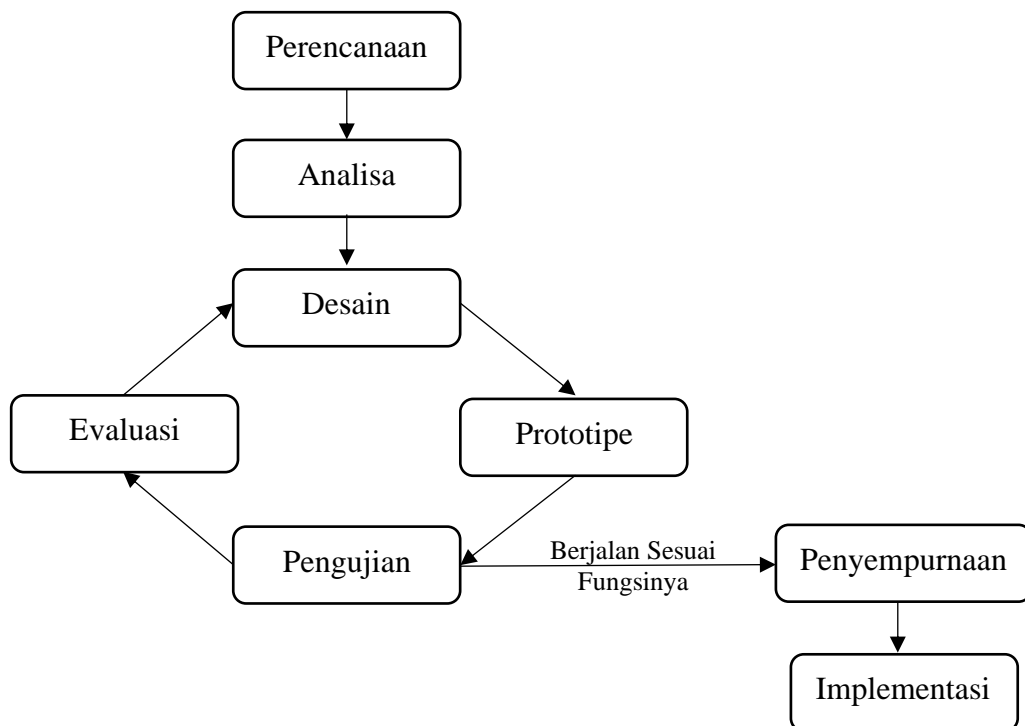 Perencanaan
Analisa
Desain
Evaluasi
Prototipe
Pengujian
Berjalan Sesuai
Fungsinya
Penyempurnaan
Implementasi